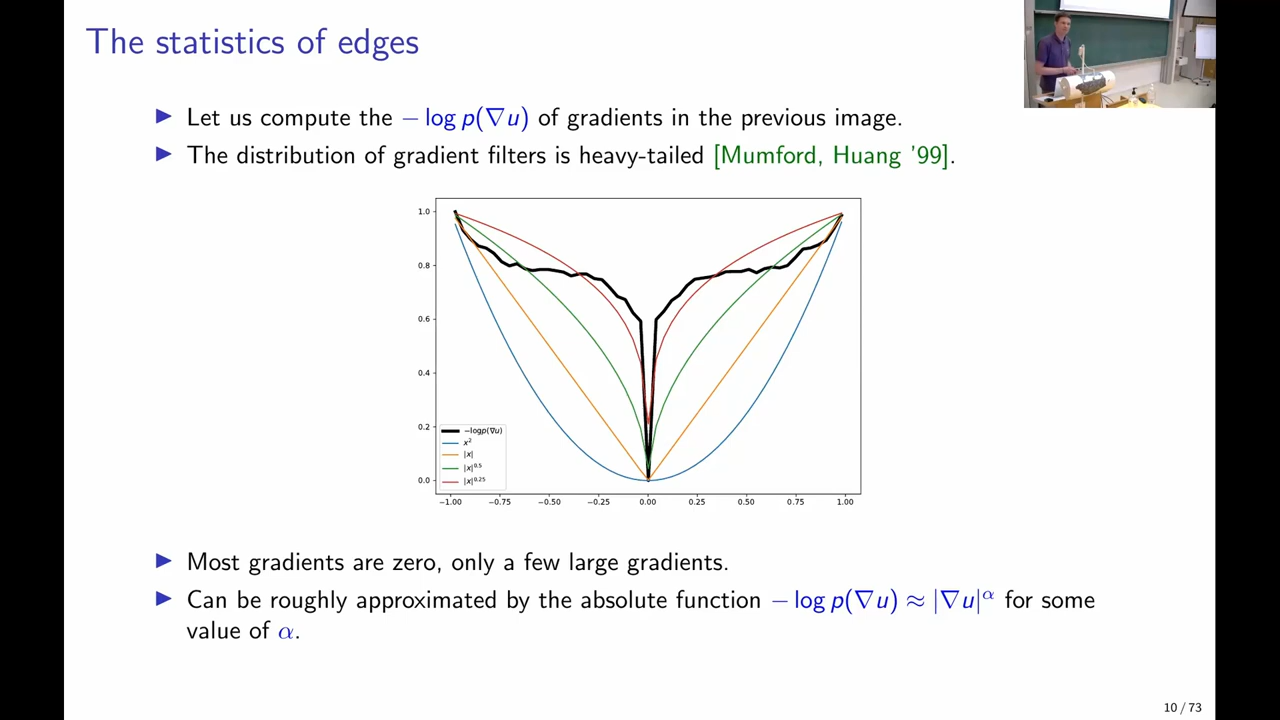 The statistics of edges
Let us compute the − log p(∇u) of gradients in the previous image.
The distribution of gradient filters is heavy-tailed [Mumford, Huang '99].
1.0
0.8
0.6
0.4
0.2
0.0
−logp(∇u)
x²
|x|
|x|^0.5
|x|^0.25
−1.00 −0.75 −0.50 −0.25 0.00 0.25 0.50 0.75 1.00
Most gradients are zero, only a few large gradients.
Can be roughly approximated by the absolute function − log p(∇u) ≈ |∇u|^α for some
value of α.
10 / 73